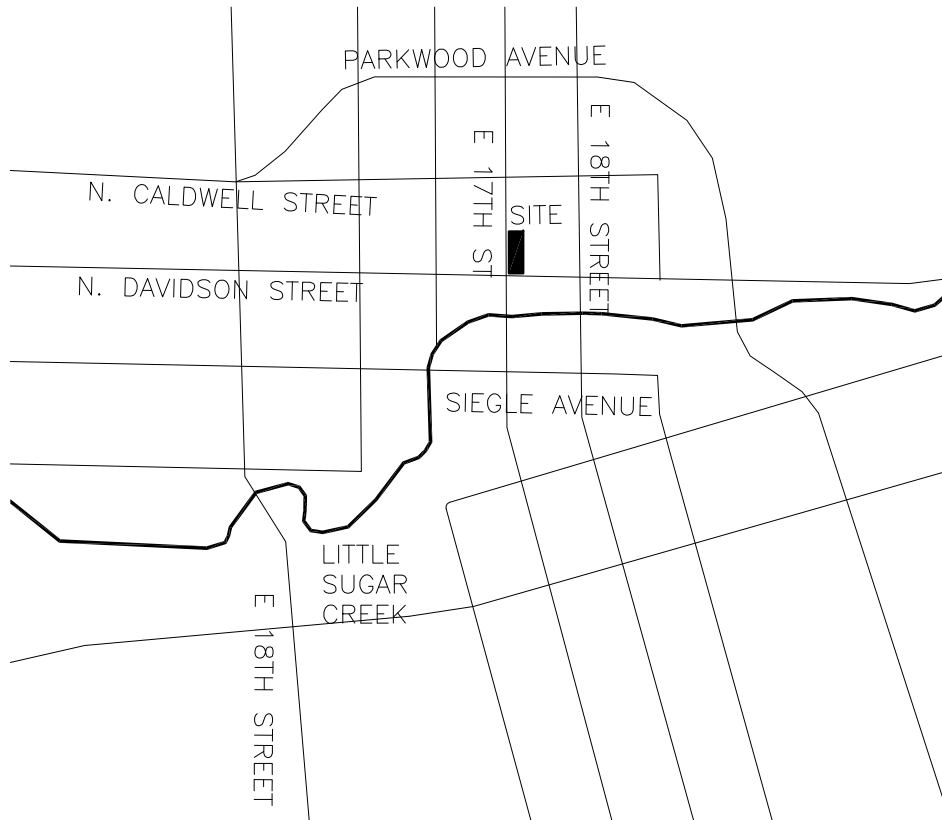 PARKWOOD AVENUE
E 17TH ST
E 18TH STREET
N. CALDWELL STREET
SITE
N. DAVIDSON STREET
SIEGLE AVENUE
LITTLE
SUGAR
CREEK
E 18TH STREET